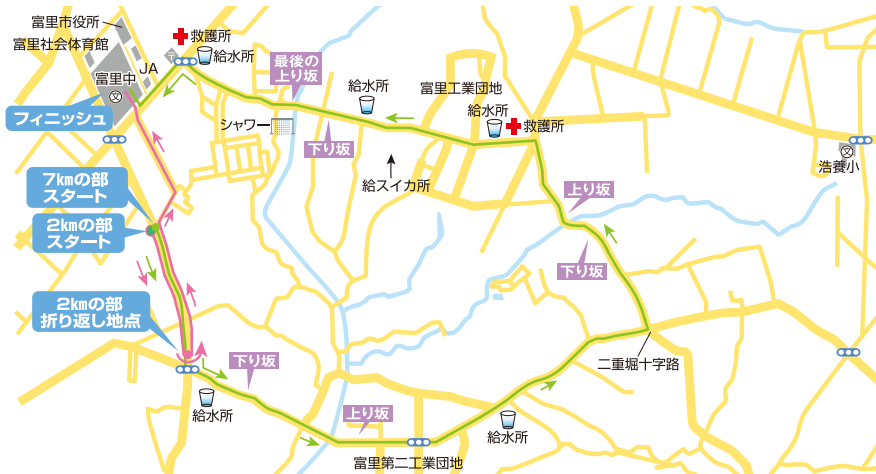 富里市役所
富里社会体育館
JA
富里中
文
フィニッシュ
救護所
給水所
〒
最後の
上り坂
給水所
富里工業団地
給水所
救護所
シャワー
下り坂
給スイカ所
文
浩養小
上り坂
下り坂
7kmの部
スタート
2kmの部
スタート
2kmの部
折り返し地点
下り坂
給水所
上り坂
富里第二工業団地
給水所
二重堀十字路